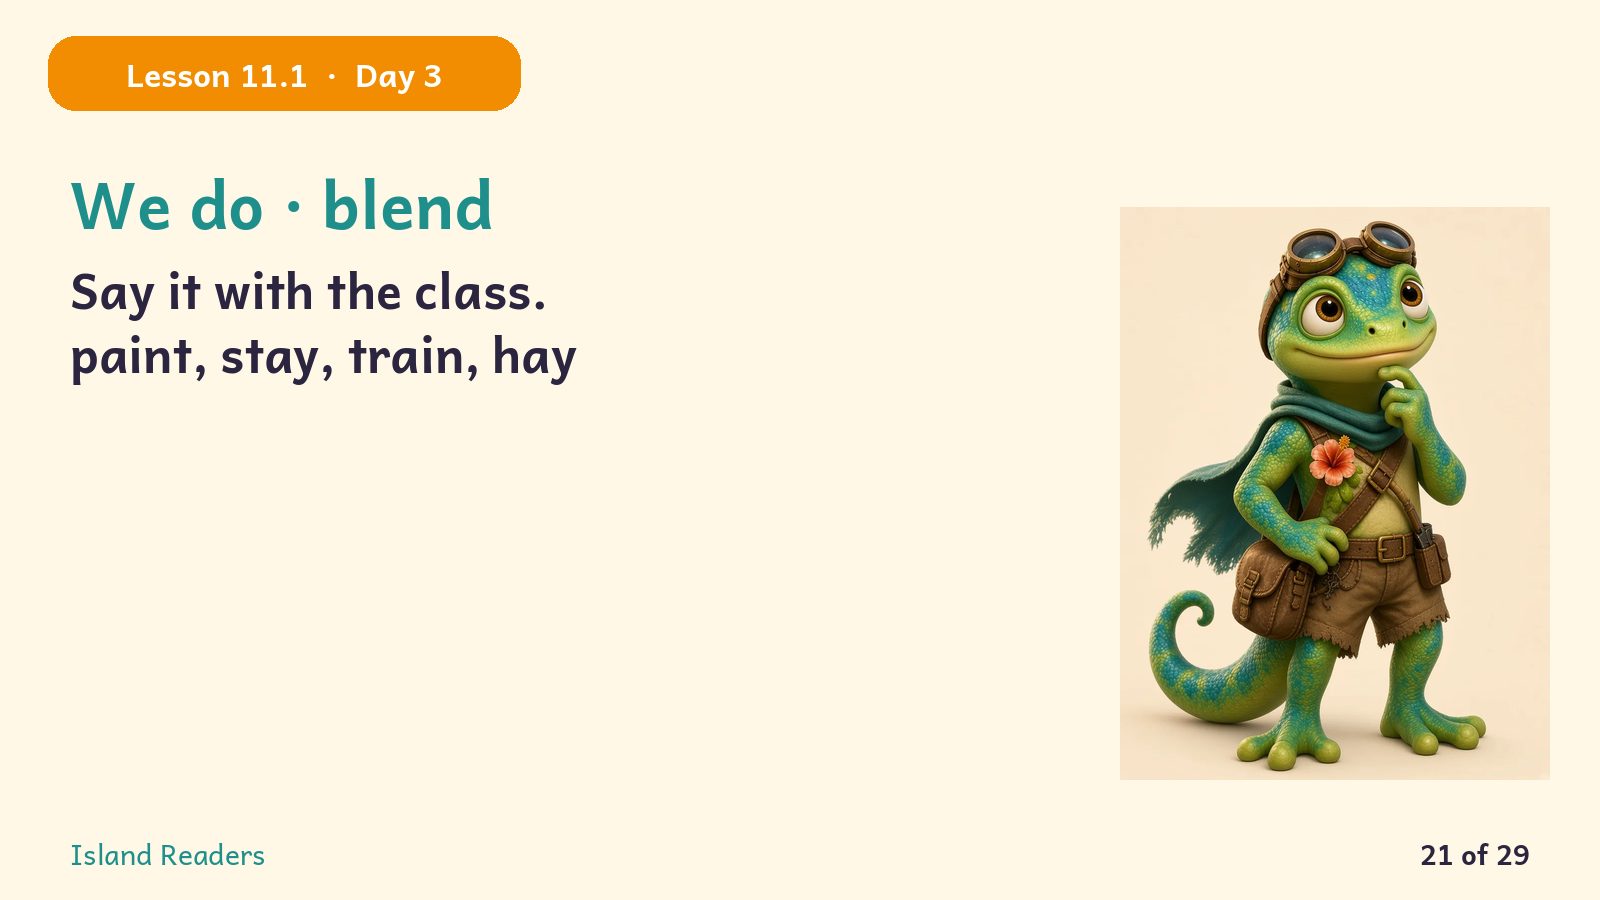 Lesson 11.1 · Day 3
We do · blend
Say it with the class.
paint, stay, train, hay
Island Readers
21 of 29